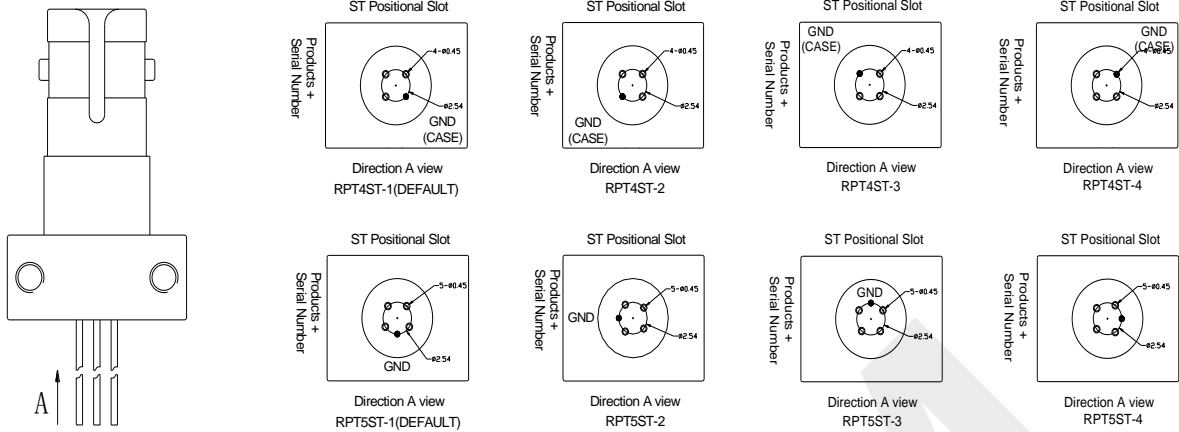 ST Positional Slot
Products +
Serial Number
4-ø0.45
ø2.54
GND
(CASE)
Direction A view
RPT4ST-1(DEFAULT)
ST Positional Slot
Products +
Serial Number
4-ø0.45
ø2.54
GND
(CASE)
Direction A view
RPT4ST-2
ST Positional Slot
GND
(CASE)
Products +
Serial Number
4-ø0.45
ø2.54
Direction A view
RPT4ST-3
ST Positional Slot
GND
(CASE)
Products +
Serial Number
4-ø0.45
ø2.54
Direction A view
RPT4ST-4
A
ST Positional Slot
Products +
Serial Number
5-ø0.45
ø2.54
GND
Direction A view
RPT5ST-1(DEFAULT)
ST Positional Slot
Products +
Serial Number
5-ø0.45
GND
ø2.54
Direction A view
RPT5ST-2
ST Positional Slot
Products +
Serial Number
GND
5-ø0.45
ø2.54
Direction A view
RPT5ST-3
ST Positional Slot
Products +
Serial Number
5-ø0.45
ø2.54
Direction A view
RPT5ST-4